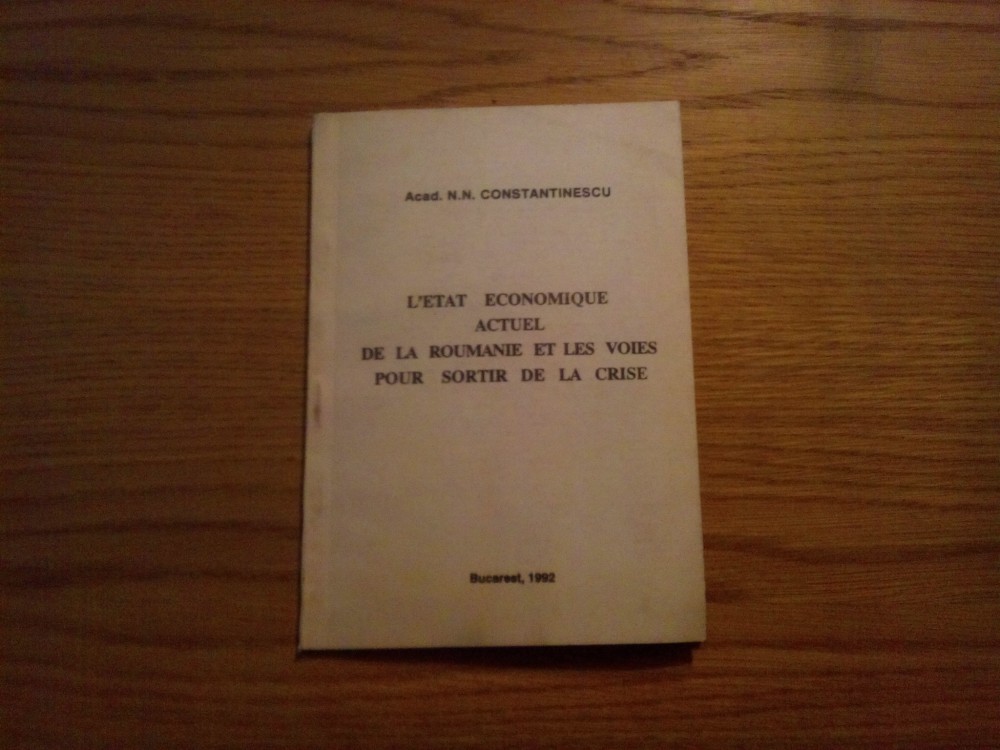 Acad. N.N. CONSTANTINESCU
L'ETAT ECONOMIQUE
ACTUEL
DE LA ROUMANIE ET LES VOIES
POUR SORTIR DE LA CRISE
Bucarest, 1992